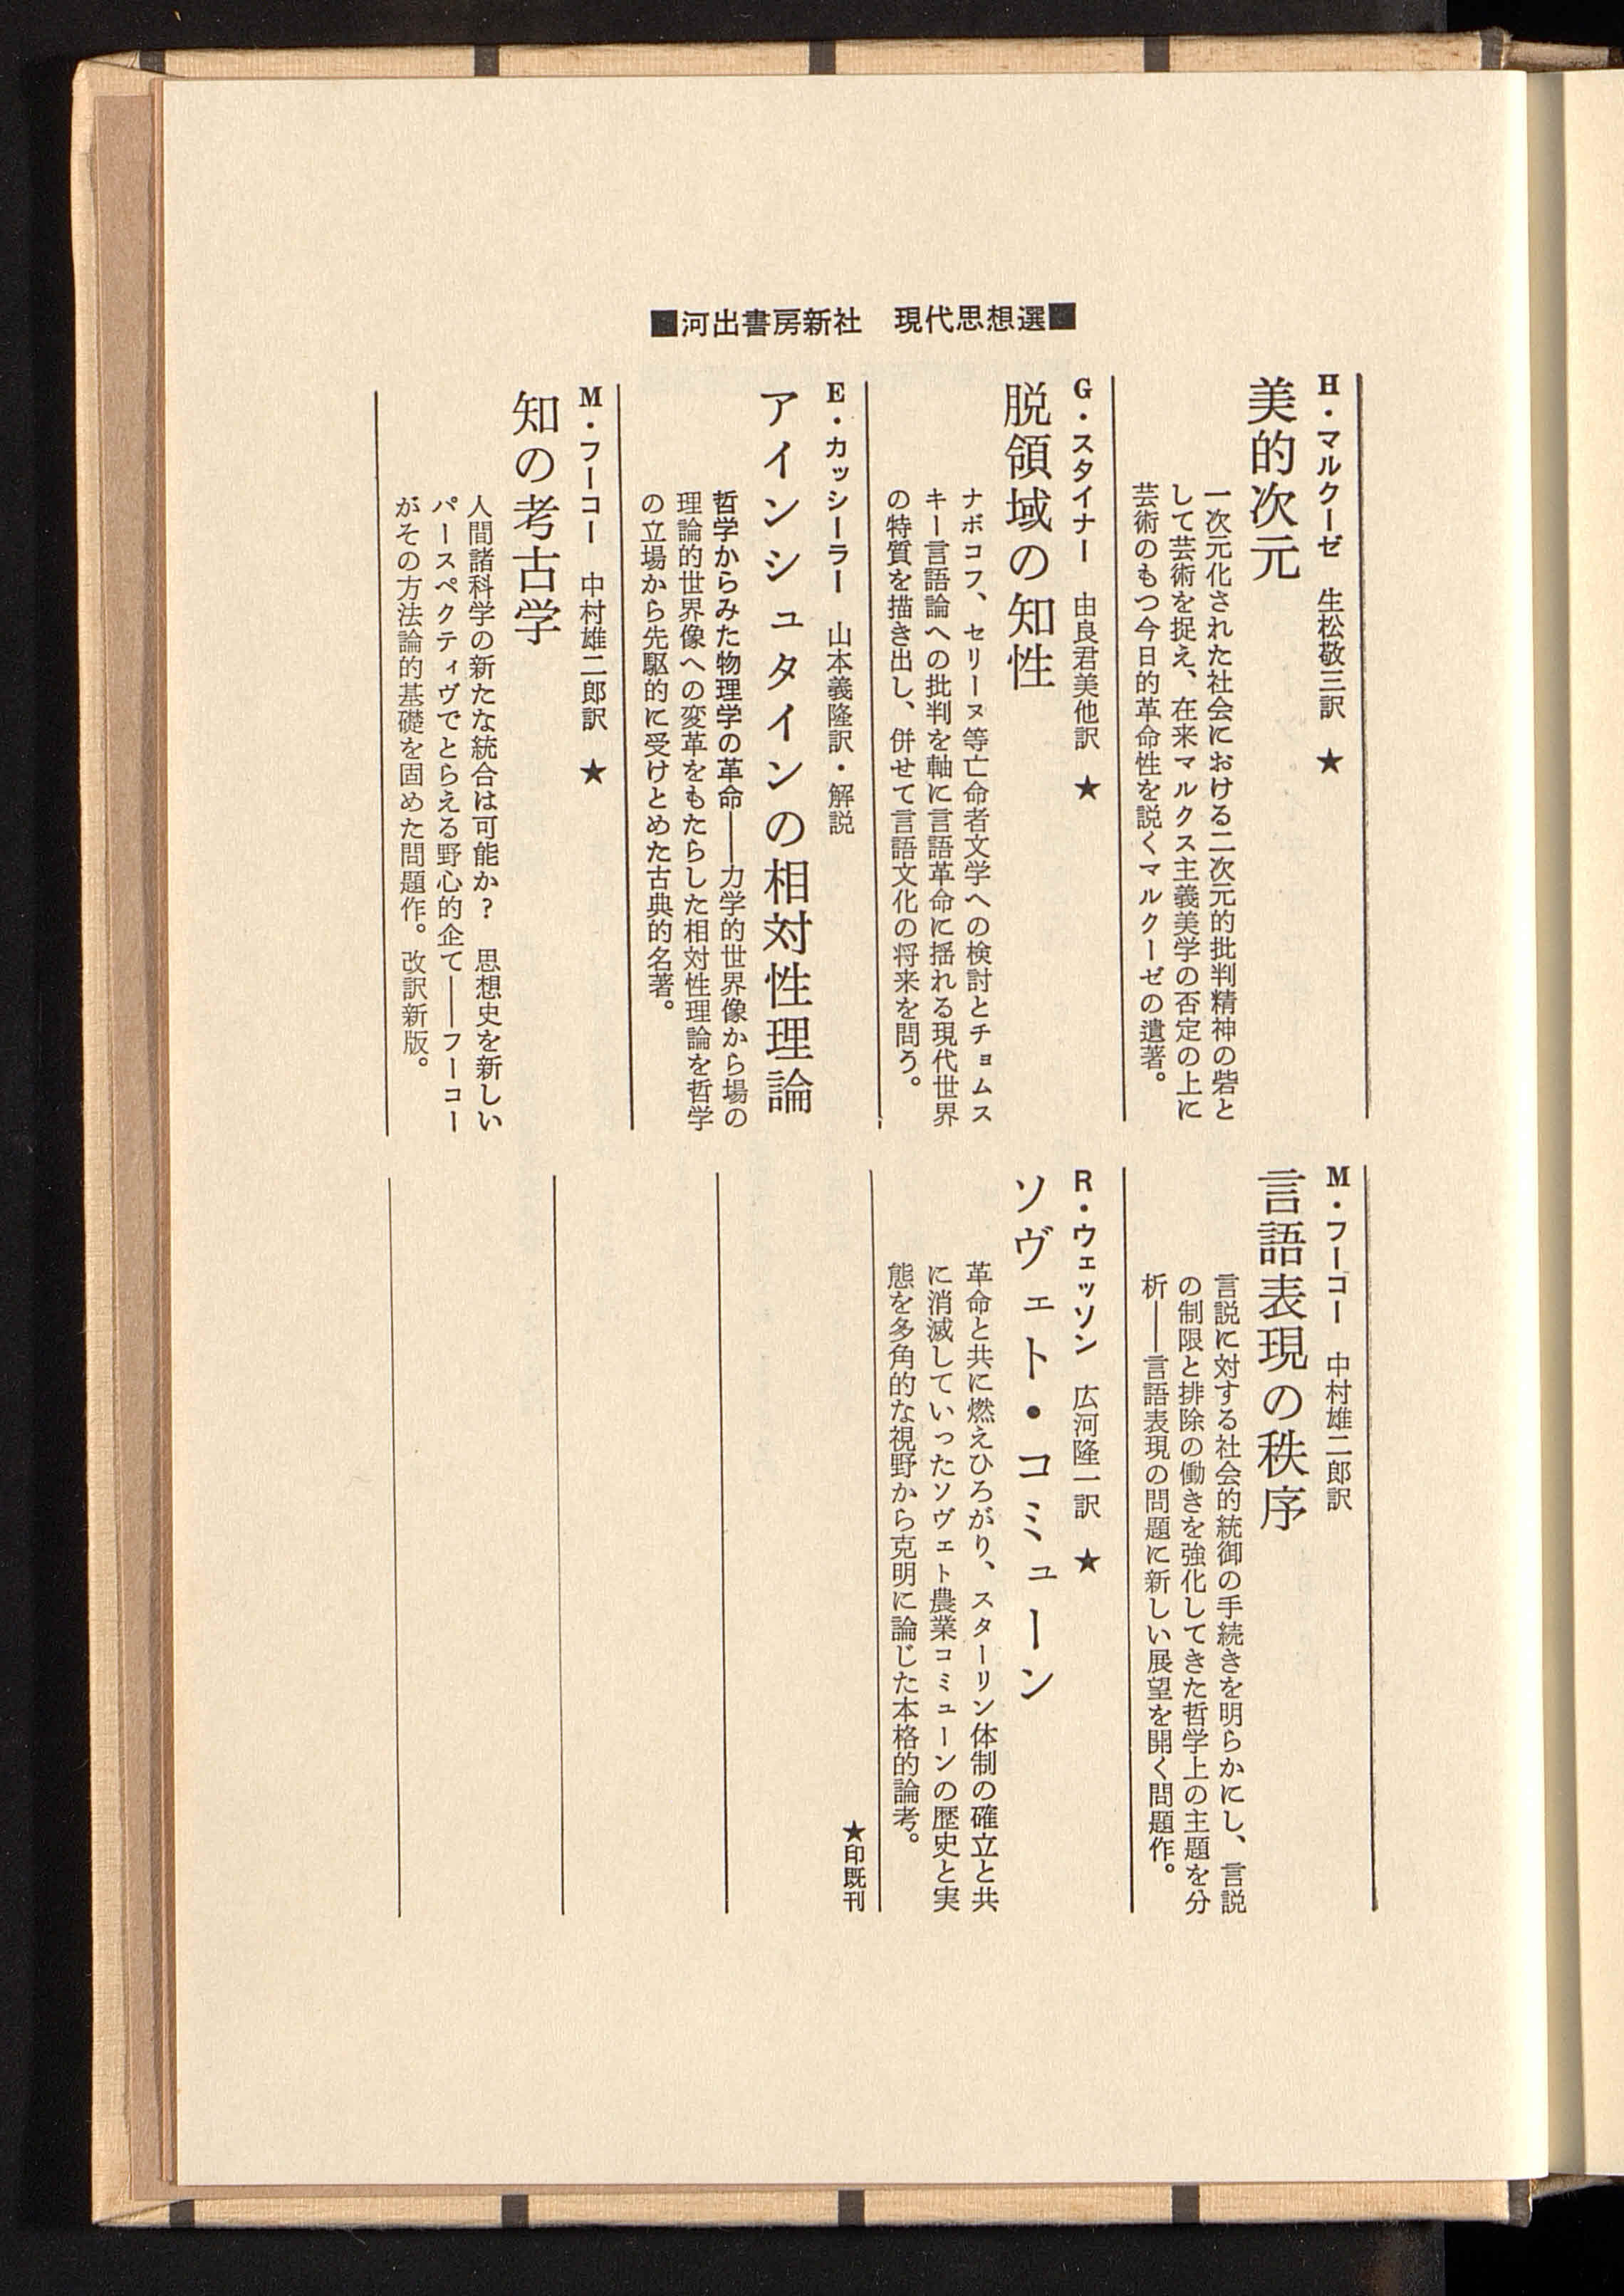 ■河出書房新社　現代思想選■
H・マルクーゼ　生松敬三訳　★
美的次元
一次元化された社会における二次元的批判精神の砦と
して芸術を捉え、在来マルクス主義美学の否定の上に
芸術のもつ今日的革命性を説くマルクーゼの遺著。
G・スタイナー　由良君美他訳　★
脱領域の知性
ナボコフ、セリーヌ等亡命者文学への検討とチョムス
キー言語論への批判を軸に言語革命に揺れる現代世界
の特質を描き出し、併せて言語文化の将来を問う。
E・カッシーラー　山本義隆訳・解説
アインシュタインの相対性理論
哲学からみた物理学の革命――力学的世界像から場の
理論的世界像への変革をもたらした相対性理論を哲学
の立場から先駆的に受けとめた古典的名著。
M・フーコー　中村雄二郎訳　★
知の考古学
人間諸科学の新たな統合は可能か?　思想史を新しい
パースペクティヴでとらえる野心的企て――フーコー
がその方法論的基礎を固めた問題作。改訳新版。
M・フーコー　中村雄二郎訳
言語表現の秩序
言説に対する社会的統御の手続きを明らかにし、言説
の制限と排除の働きを強化してきた哲学上の主題を分
析――言語表現の問題に新しい展望を開く問題作。
R・ウェッソン　広河隆一訳　★
ソヴェト・コミューン
革命と共に燃えひろがり、スターリン体制の確立と共
に消滅していったソヴェト農業コミューンの歴史と実
態を多角的な視野から克明に論じた本格的論考。
★印既刊